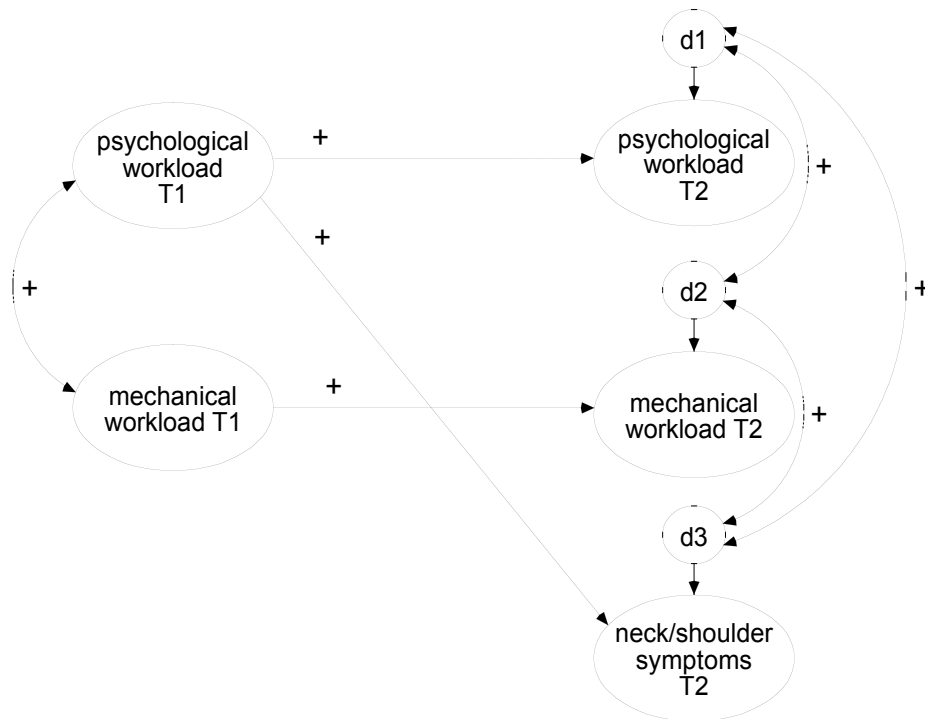 d1
psychological
workload
T1
+
psychological
workload
T2
+
+
+
d2
+
+
mechanical
workload T1
+
mechanical
workload T2
+
d3
neck/shoulder
symptoms
T2